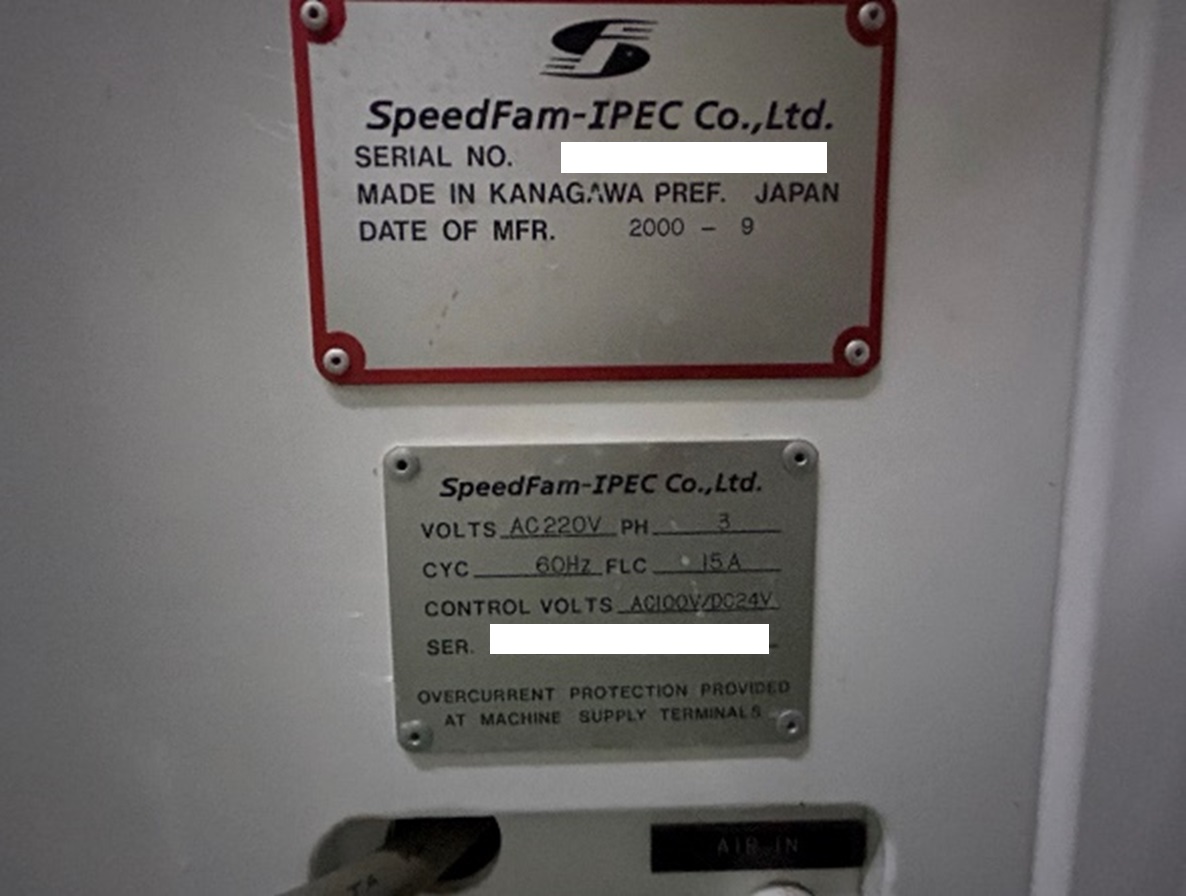 SpeedFam-IPEC Co.,Ltd.
SERIAL NO.
MADE IN KANAGAWA PREF. JAPAN
DATE OF MFR. 2000 - 9
SpeedFam-IPEC Co.,Ltd.
VOLTS AC220V PH 3
CYC 60Hz FLC 15A
CONTROL VOLTS AC100V/DC24V
SER.
OVERCURRENT PROTECTION PROVIDED
AT MACHINE SUPPLY TERMINALS
AIR IN
TA